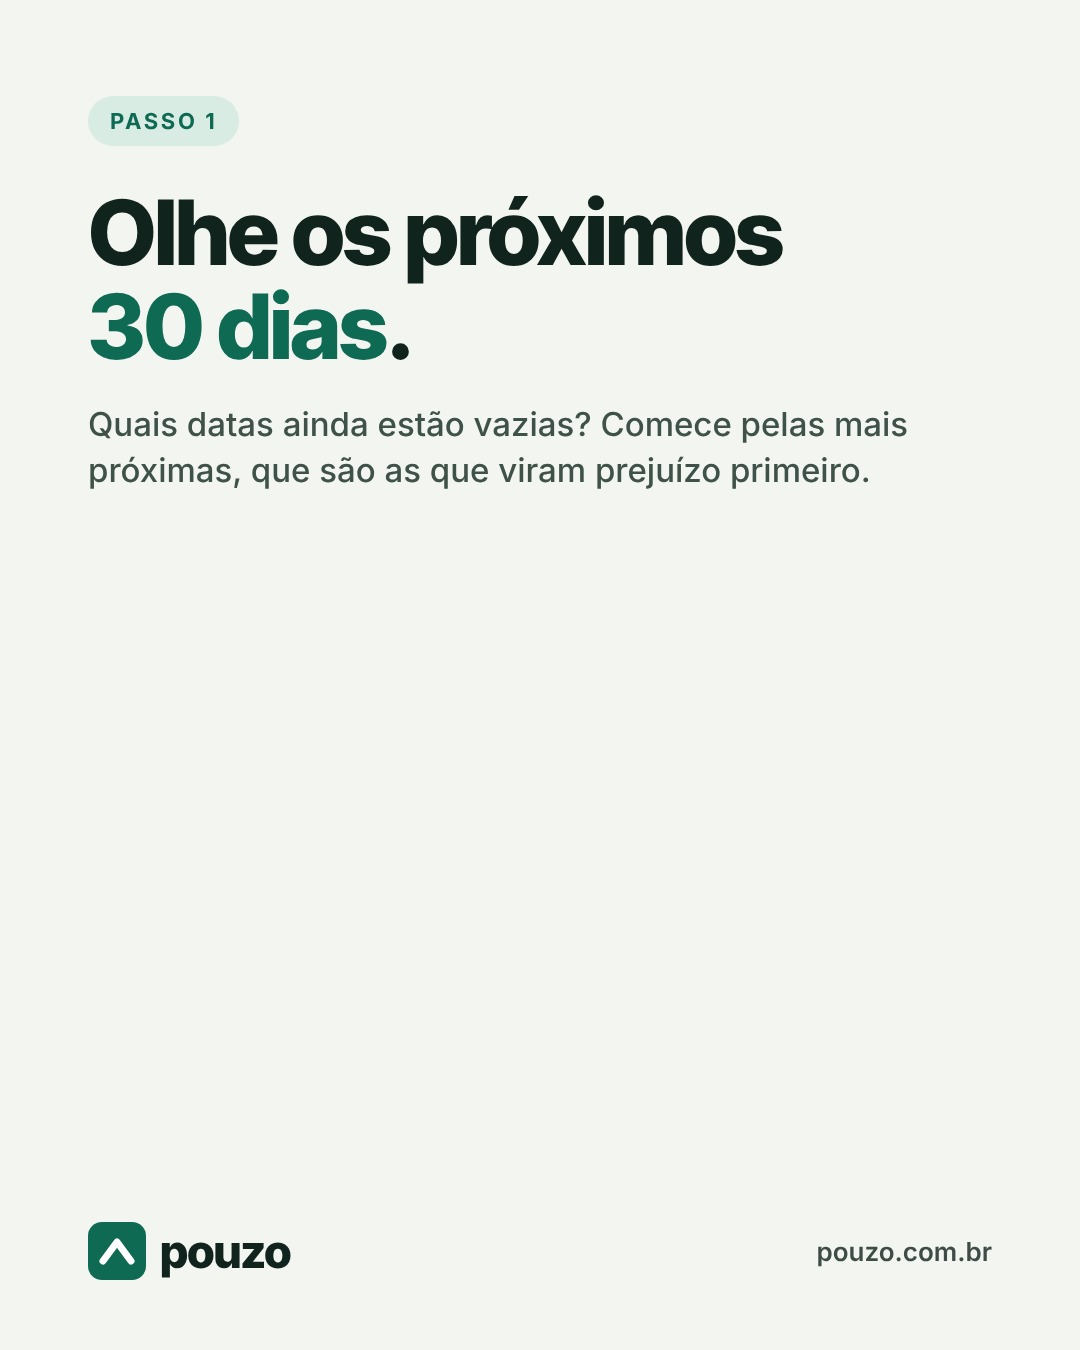 PASSO 1
Olhe os próximos
30 dias.
Quais datas ainda estão vazias? Comece pelas mais
próximas, que são as que viram prejuízo primeiro.
pouzo
pouzo.com.br